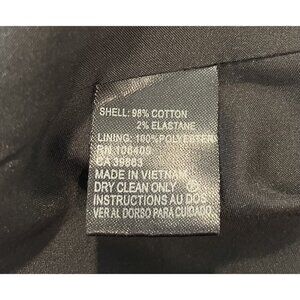 SHELL: 98% COTTON
2% ELASTANE
LINING: 100% POLYESTER
RN 106409
CA 39863
MADE IN VIETNAM
DRY CLEAN ONLY
INSTRUCTIONS AU DOS
VER AL DORSO PARA CUIDADO